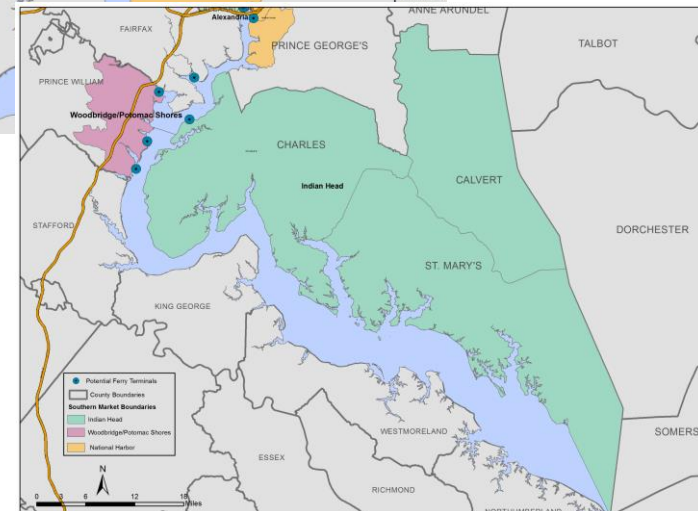 ANNE ARUNDEL
Alexandria
FAIRFAX
PRINCE GEORGE'S
TALBOT
PRINCE WILLIAM
Woodbridge/Potomac Shores
CHARLES
CALVERT
Indian Head
DORCHESTER
STAFFORD
ST. MARY'S
KING GEORGE
Potential Ferry Terminals
County Boundaries
Southern Market Boundaries
Indian Head
Woodbridge/Potomac Shores
National Harbor
WESTMORELAND
SOMERS
ESSEX
RICHMOND
NORTHUMBERLAND
N
0 3 6 12 18
Miles